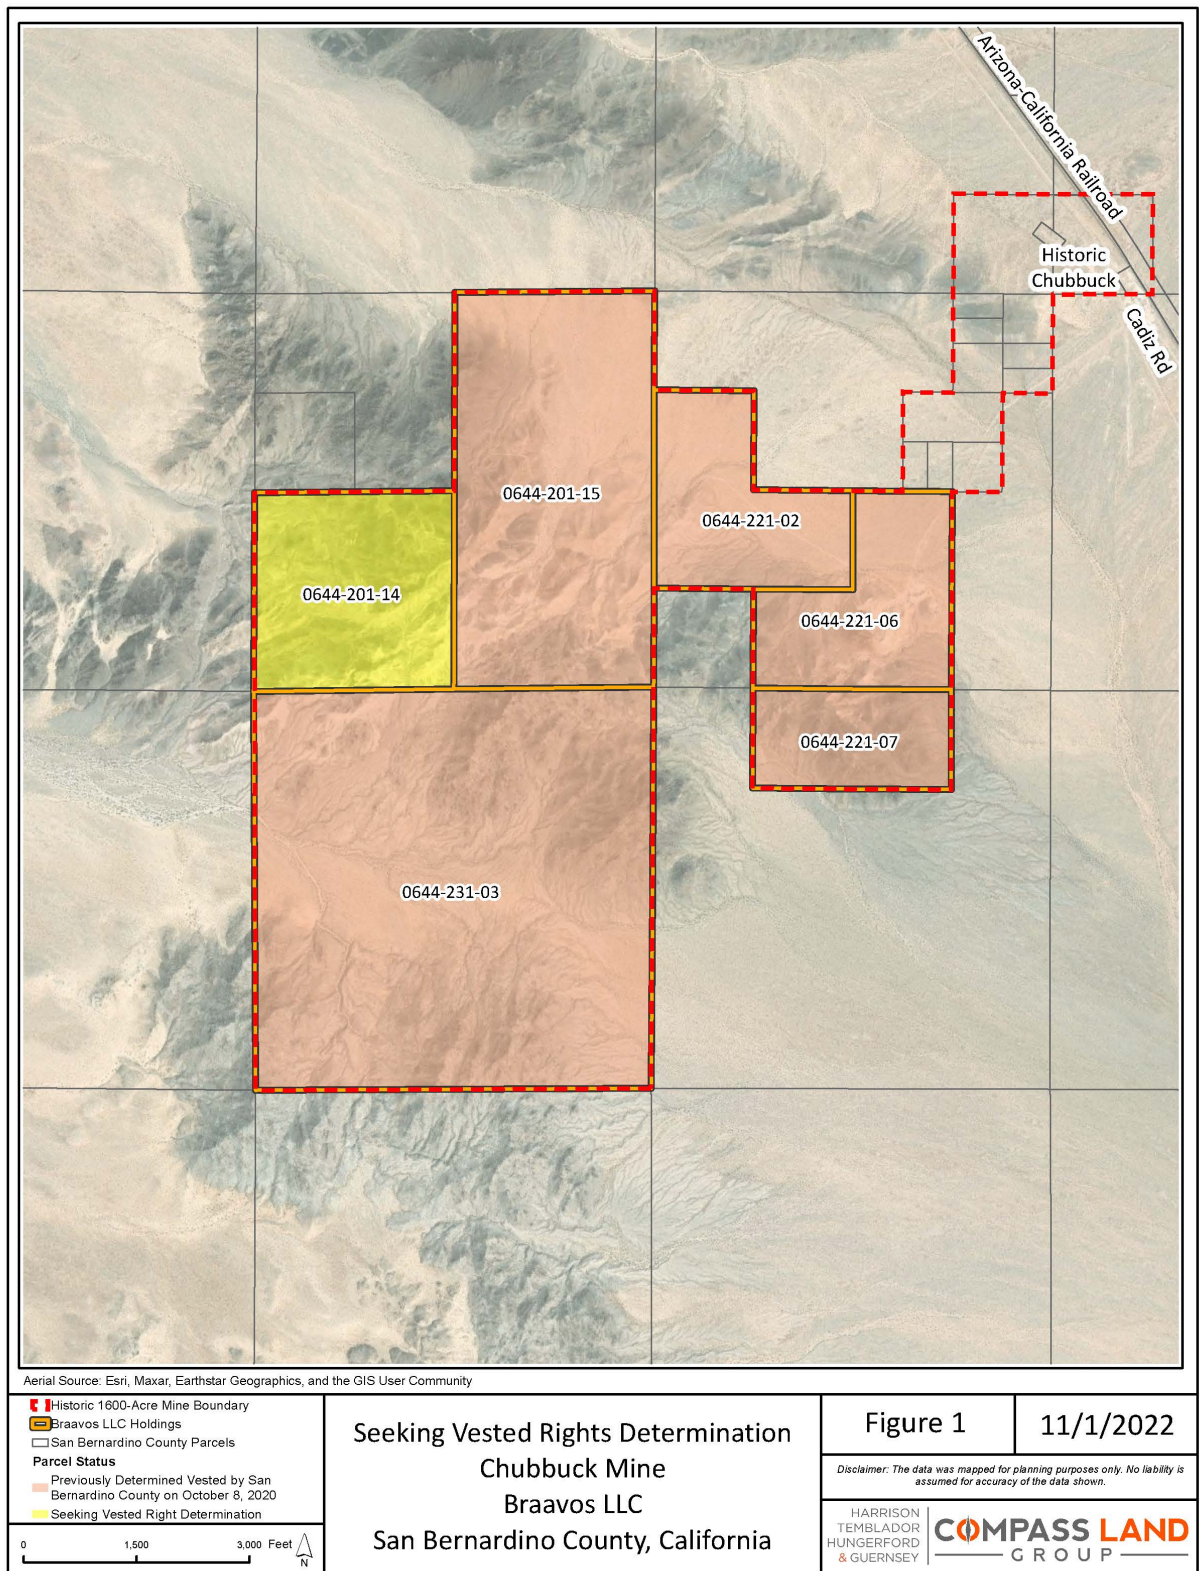 Arizona-California Railroad
Historic
Chubbuck
Cadiz Rd
0644-201-15
0644-221-02
0644-201-14
0644-221-06
0644-221-07
0644-231-03
Aerial Source: Esri, Maxar, Earthstar Geographics, and the GIS User Community
Historic 1600-Acre Mine Boundary
Braavos LLC Holdings
San Bernardino County Parcels
Parcel Status
Previously Determined Vested by San
Bernardino County on October 8, 2020
Seeking Vested Right Determination
0 1,500 3,000 Feet
N
Seeking Vested Rights Determination
Chubbuck Mine
Braavos LLC
San Bernardino County, California
Figure 1
11/1/2022
Disclaimer: The data was mapped for planning purposes only. No liability is
assumed for accuracy of the data shown.
HARRISON
TEMBLADOR
HUNGERFORD
& GUERNSEY
COMPASS LAND
GROUP